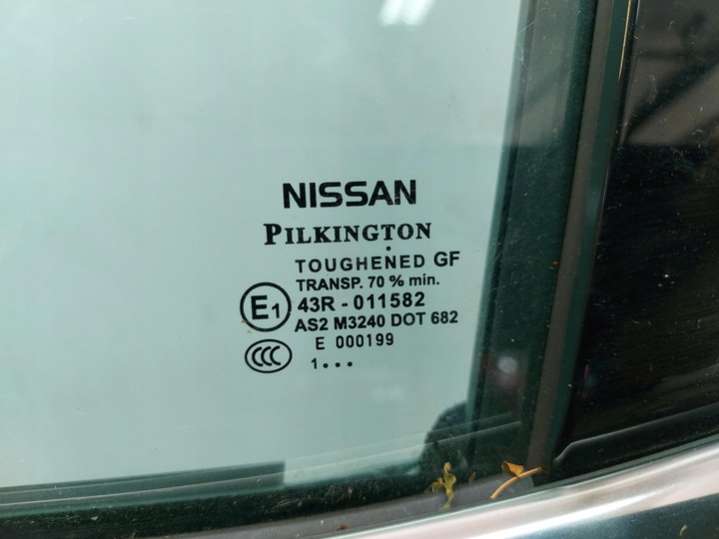 NISSAN
PILKINGTON
TOUGHENED GF
TRANSP. 70 % min.
E1 43R - 011582
AS2 M3240 DOT 682
E 000199
CCC 1...